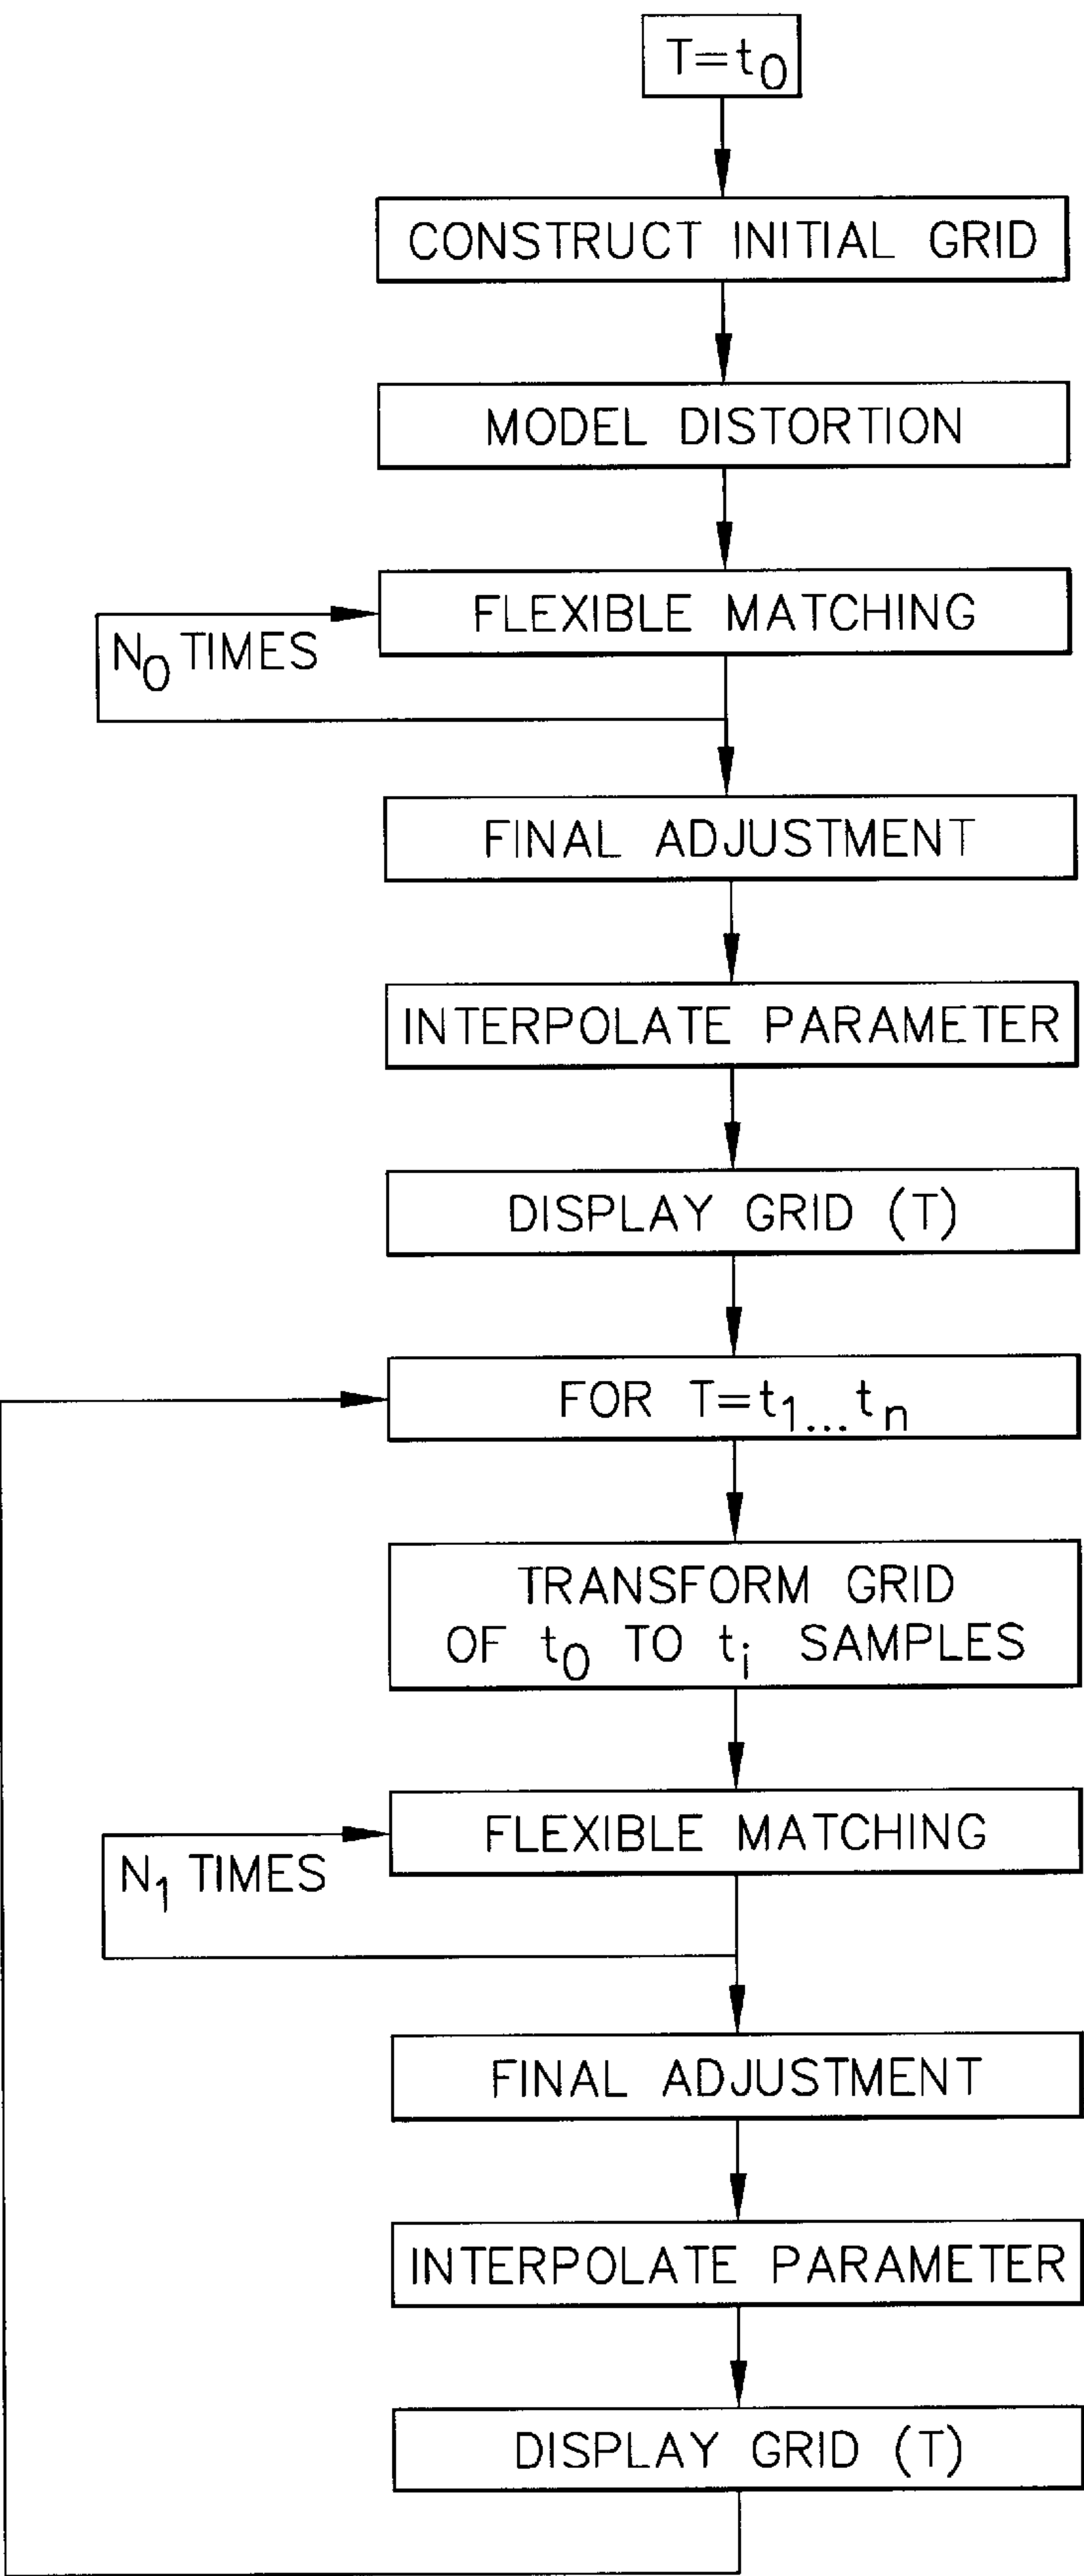 T=t₀
CONSTRUCT INITIAL GRID
MODEL DISTORTION
FLEXIBLE MATCHING
N₀ TIMES
FINAL ADJUSTMENT
INTERPOLATE PARAMETER
DISPLAY GRID (T)
FOR T=t₁...tₙ
TRANSFORM GRID
OF t₀ TO tᵢ SAMPLES
FLEXIBLE MATCHING
N₁ TIMES
FINAL ADJUSTMENT
INTERPOLATE PARAMETER
DISPLAY GRID (T)